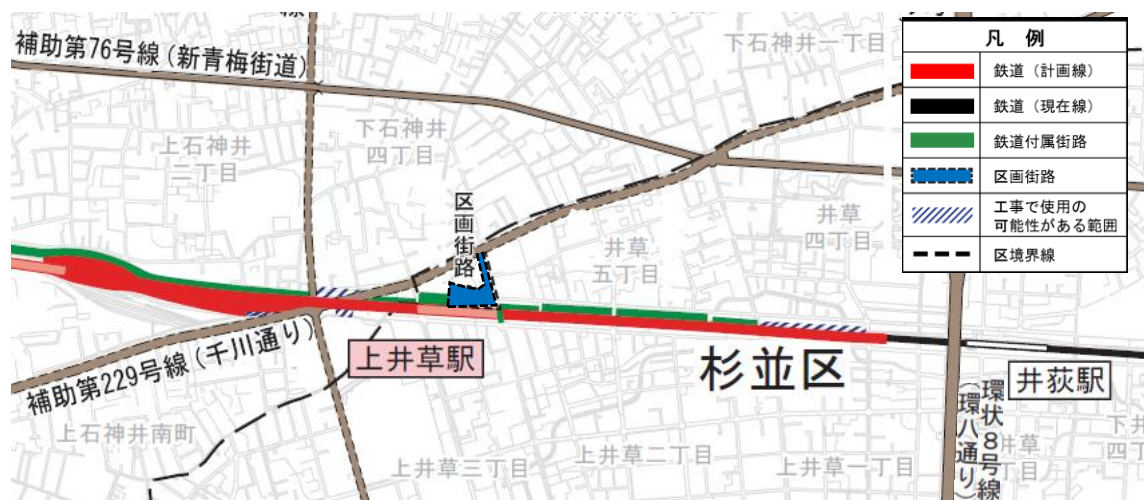 補助第76号線(新青梅街道)
下石神井一丁目
下石神井
四丁目
上石神井
二丁目
区画街路
井草
五丁目
井草
四丁目
上井草駅
杉並区
井荻駅
補助第229号線(千川通り)
環状8号線
(環八通り)
上石神井南町
上井草三丁目
上井草二丁目
上井草一丁目
凡 例
鉄道(計画線)
鉄道(現在線)
鉄道付属街路
区画街路
工事で使用の
可能性がある範囲
区境界線